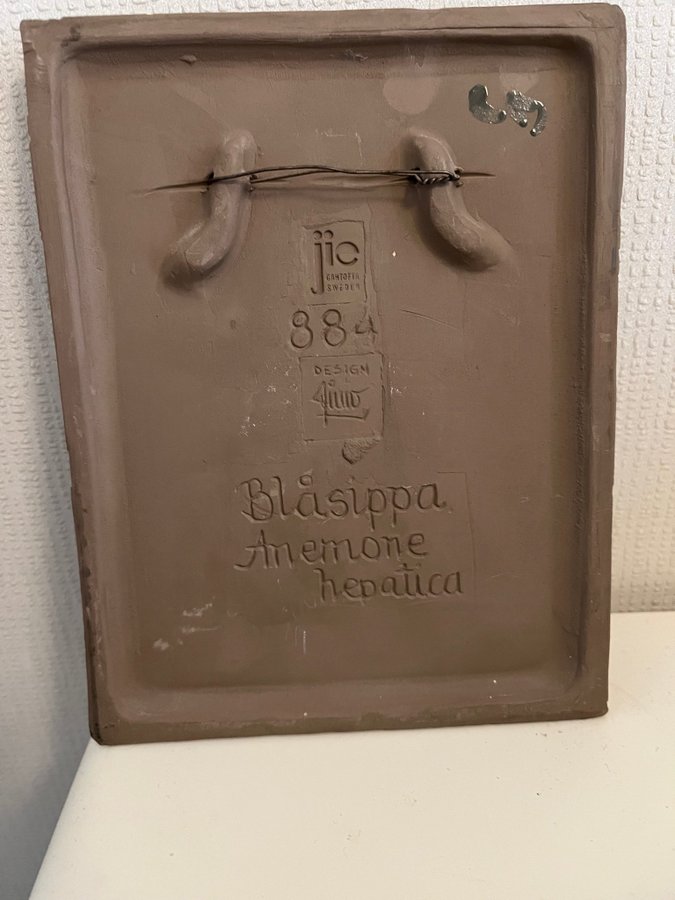 jie
GANTOFTA
SWEDEN
884
DESIGN
Blåsippa
Anemone
hepatica